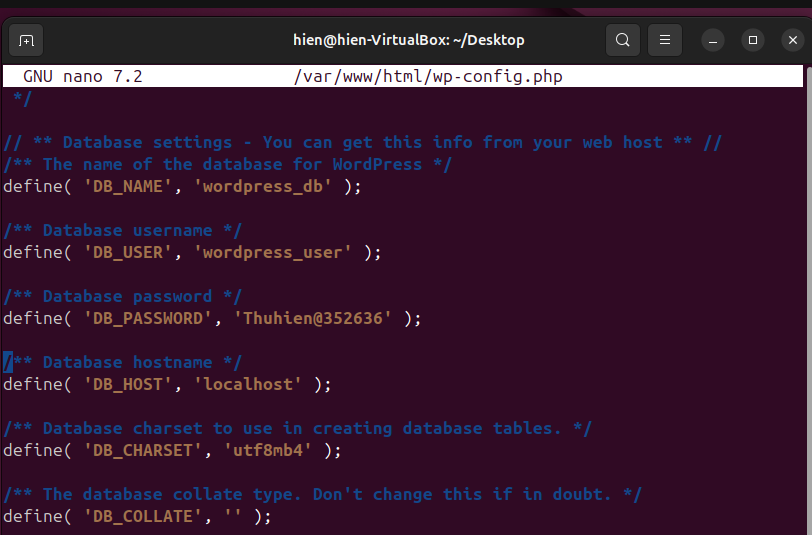 hien@hien-VirtualBox: ~/Desktop
GNU nano 7.2 /var/www/html/wp-config.php
*/
// ** Database settings - You can get this info from your web host ** //
/** The name of the database for WordPress */
define( 'DB_NAME', 'wordpress_db' );
/** Database username */
define( 'DB_USER', 'wordpress_user' );
/** Database password */
define( 'DB_PASSWORD', 'Thuhien@352636' );
/** Database hostname */
define( 'DB_HOST', 'localhost' );
/** Database charset to use in creating database tables. */
define( 'DB_CHARSET', 'utf8mb4' );
/** The database collate type. Don't change this if in doubt. */
define( 'DB_COLLATE', '' );